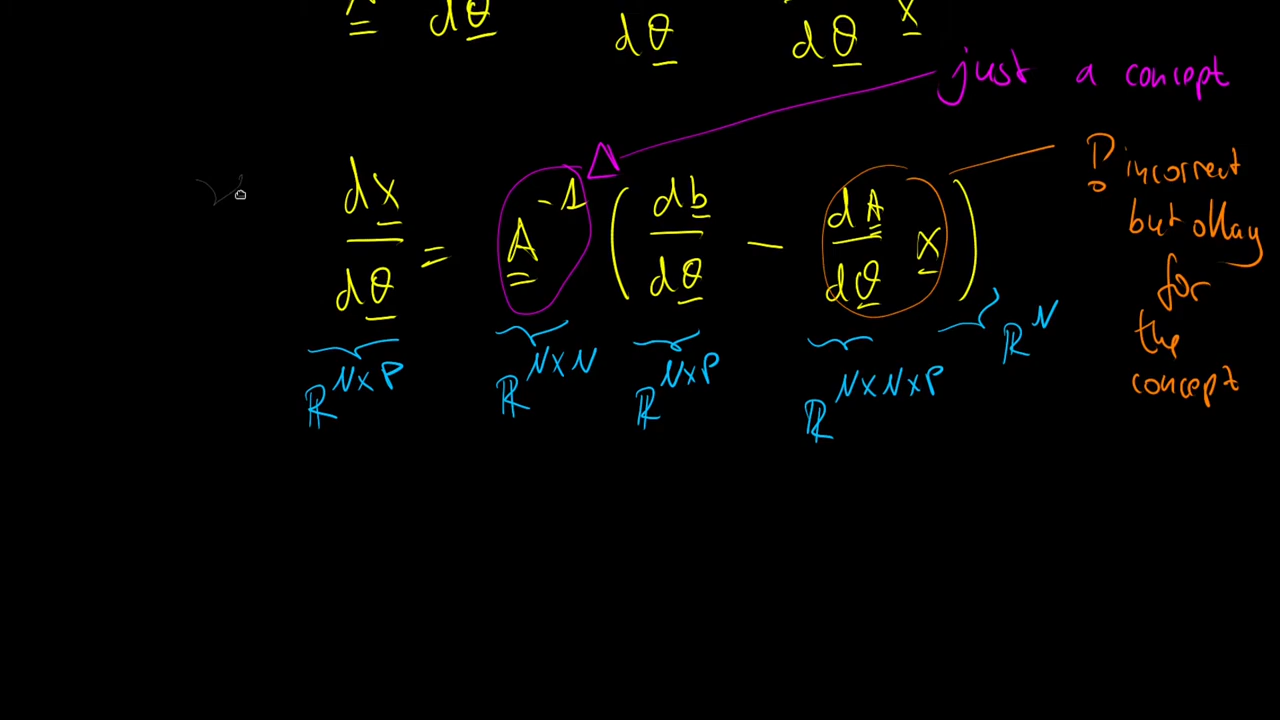 A dθ dθ dθ x
just a concept
dx/dθ = A^-1 ( db/dθ - dA/dθ x )
Δ
ℝ^N×P ℝ^N×N ℝ^N×P ℝ^N×N×P ℝ^N
! incorrect
but okay
for
the
concept